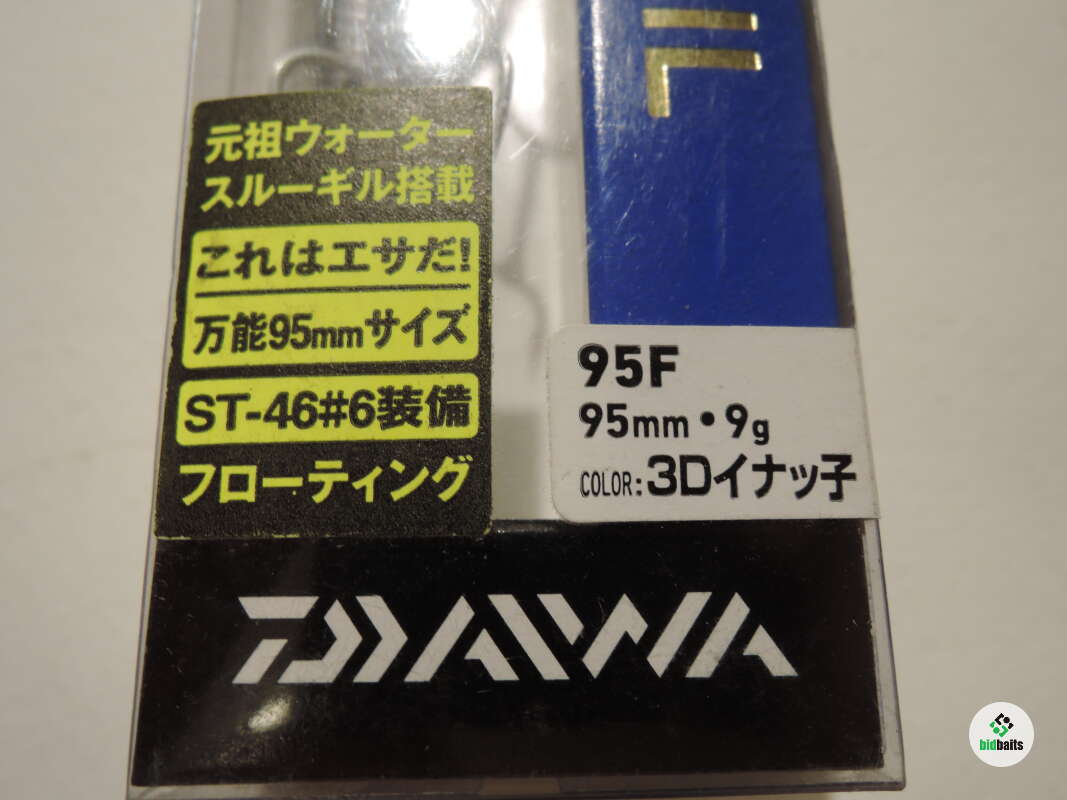 元祖ウォーター
スルーギル搭載
これはエサだ!
万能95mmサイズ
ST-46#6装備
フローティング
F
95F
95mm・9g
COLOR:3Dイナッ子
DAIWA
bidbaits